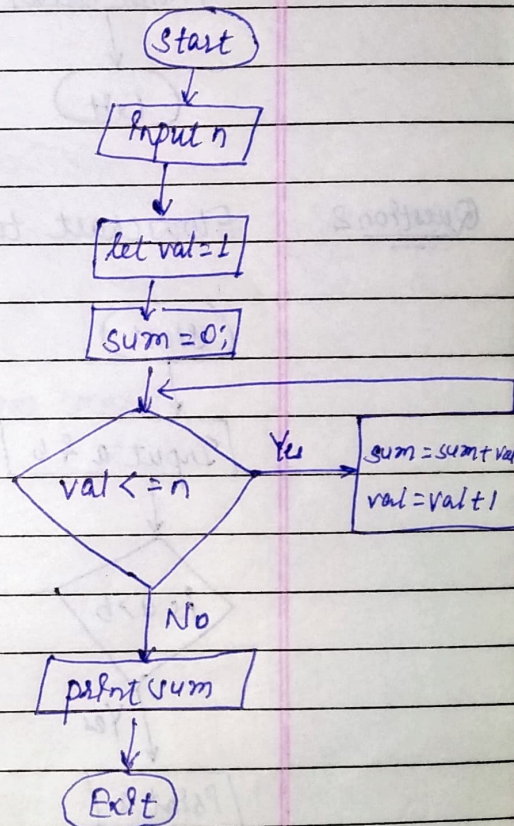 Start
Input n
let val=1
sum=0;
val<=n
Yes
sum=sum+val
val=val+1
No
print sum
Exit